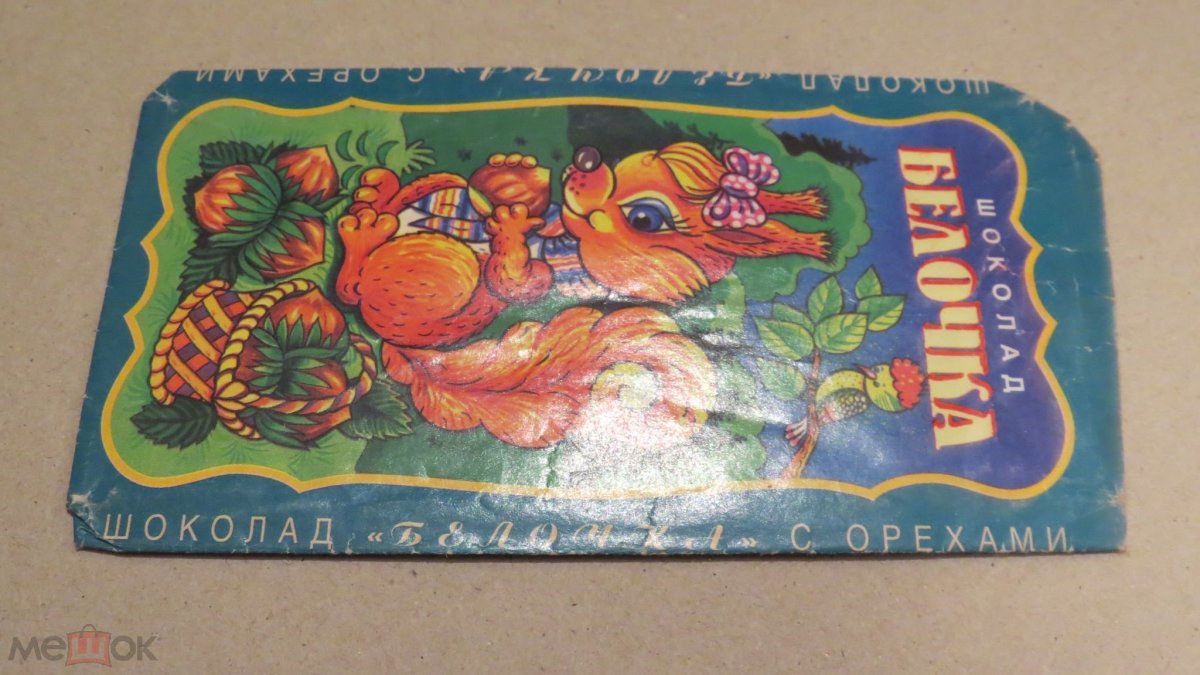 ШОКОЛАД «БЕЛОЧКА» С ОРЕХАМИ
ШОКОЛАД
БЕЛОЧКА
ШОКОЛАД «БЕЛОЧКА» С ОРЕХАМИ
мешок